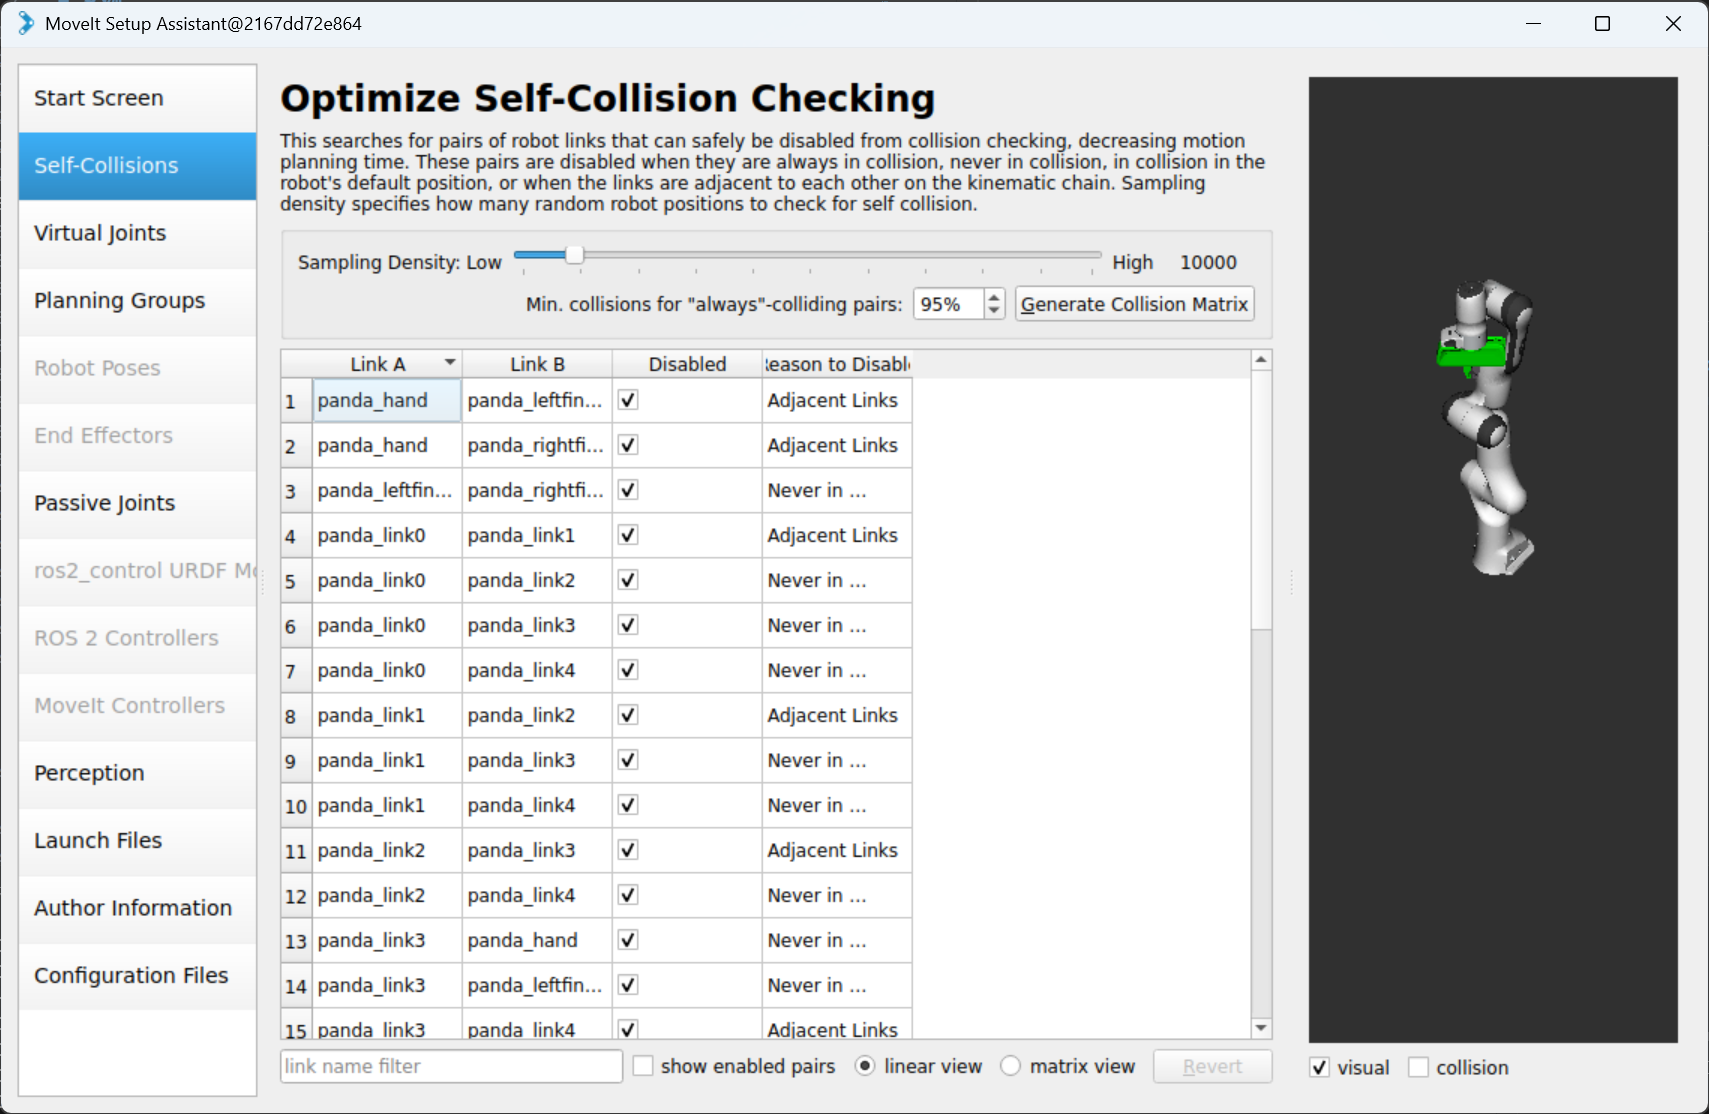 MoveIt Setup Assistant@2167dd72e864
Start Screen
Self-Collisions
Virtual Joints
Planning Groups
Robot Poses
End Effectors
Passive Joints
ros2_control URDF Mo
ROS 2 Controllers
MoveIt Controllers
Perception
Launch Files
Author Information
Configuration Files
Optimize Self-Collision Checking
This searches for pairs of robot links that can safely be disabled from collision checking, decreasing motion
planning time. These pairs are disabled when they are always in collision, never in collision, in collision in the
robot's default position, or when the links are adjacent to each other on the kinematic chain. Sampling
density specifies how many random robot positions to check for self collision.
Sampling Density: Low High 10000
Min. collisions for "always"-colliding pairs: 95% Generate Collision Matrix
Link A Link B Disabled Reason to Disabl
1 panda_hand panda_leftfin... Adjacent Links
2 panda_hand panda_rightfi... Adjacent Links
3 panda_leftfin... panda_rightfi... Never in ...
4 panda_link0 panda_link1 Adjacent Links
5 panda_link0 panda_link2 Never in ...
6 panda_link0 panda_link3 Never in ...
7 panda_link0 panda_link4 Never in ...
8 panda_link1 panda_link2 Adjacent Links
9 panda_link1 panda_link3 Never in ...
10 panda_link1 panda_link4 Never in ...
11 panda_link2 panda_link3 Adjacent Links
12 panda_link2 panda_link4 Never in ...
13 panda_link3 panda_hand Never in ...
14 panda_link3 panda_leftfin... Never in ...
15 panda_link3 panda_link4 Adjacent Links
link name filter show enabled pairs linear view matrix view Revert
visual collision